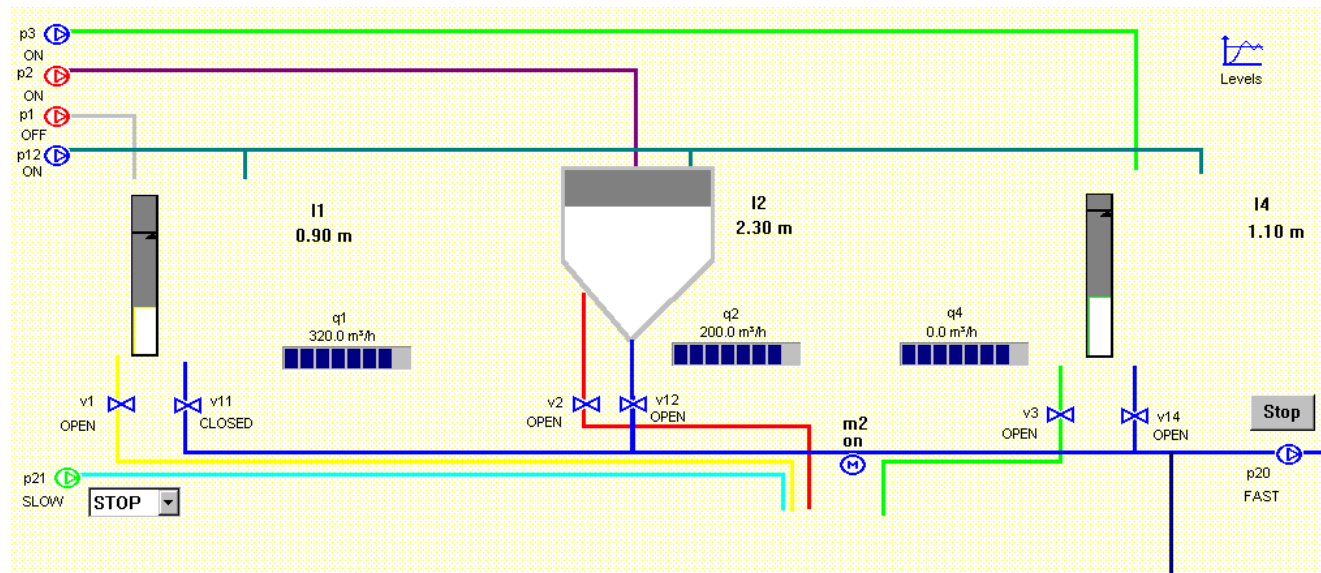 p3
ON
p2
ON
p1
OFF
p12
ON
Levels
l1
0.90 m
l2
2.30 m
l4
1.10 m
q1
320.0 m³/h
q2
200.0 m³/h
q4
0.0 m³/h
v1
OPEN
v11
CLOSED
v2
OPEN
v12
OPEN
m2
on
M
v3
OPEN
v14
OPEN
Stop
p21
SLOW
STOP
p20
FAST